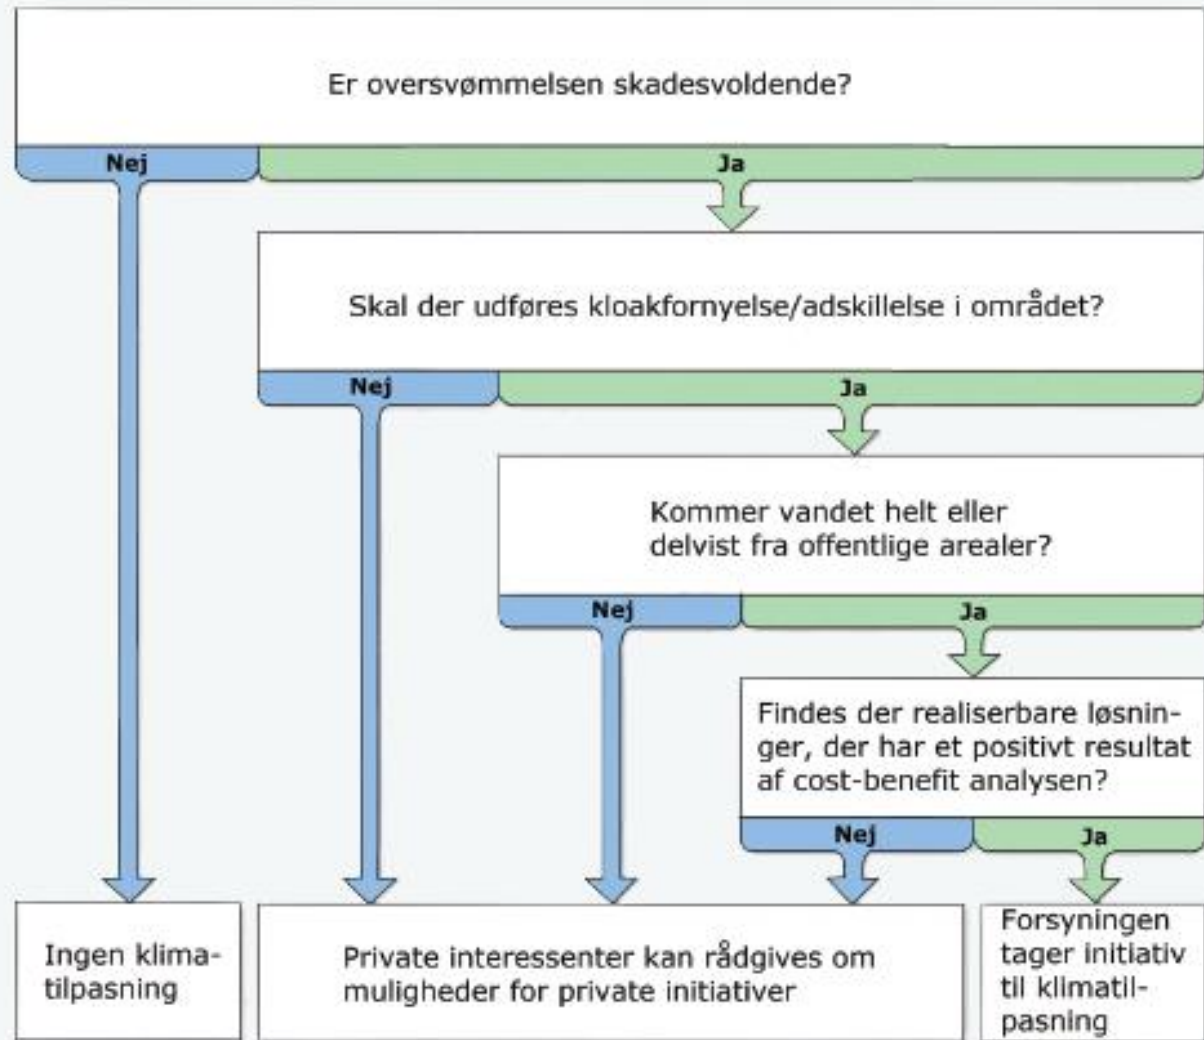 Er oversvømmelsen skadesvoldende?
Nej
Ja
Skal der udføres kloakfornyelse/adskillelse i området?
Nej
Ja
Kommer vandet helt eller
delvist fra offentlige arealer?
Nej
Ja
Findes der realiserbare løsnin-
ger, der har et positivt resultat
af cost-benefit analysen?
Nej
Ja
Ingen klima-
tilpasning
Private interessenter kan rådgives om
muligheder for private initiativer
Forsyningen
tager initiativ
til klimatil-
pasning